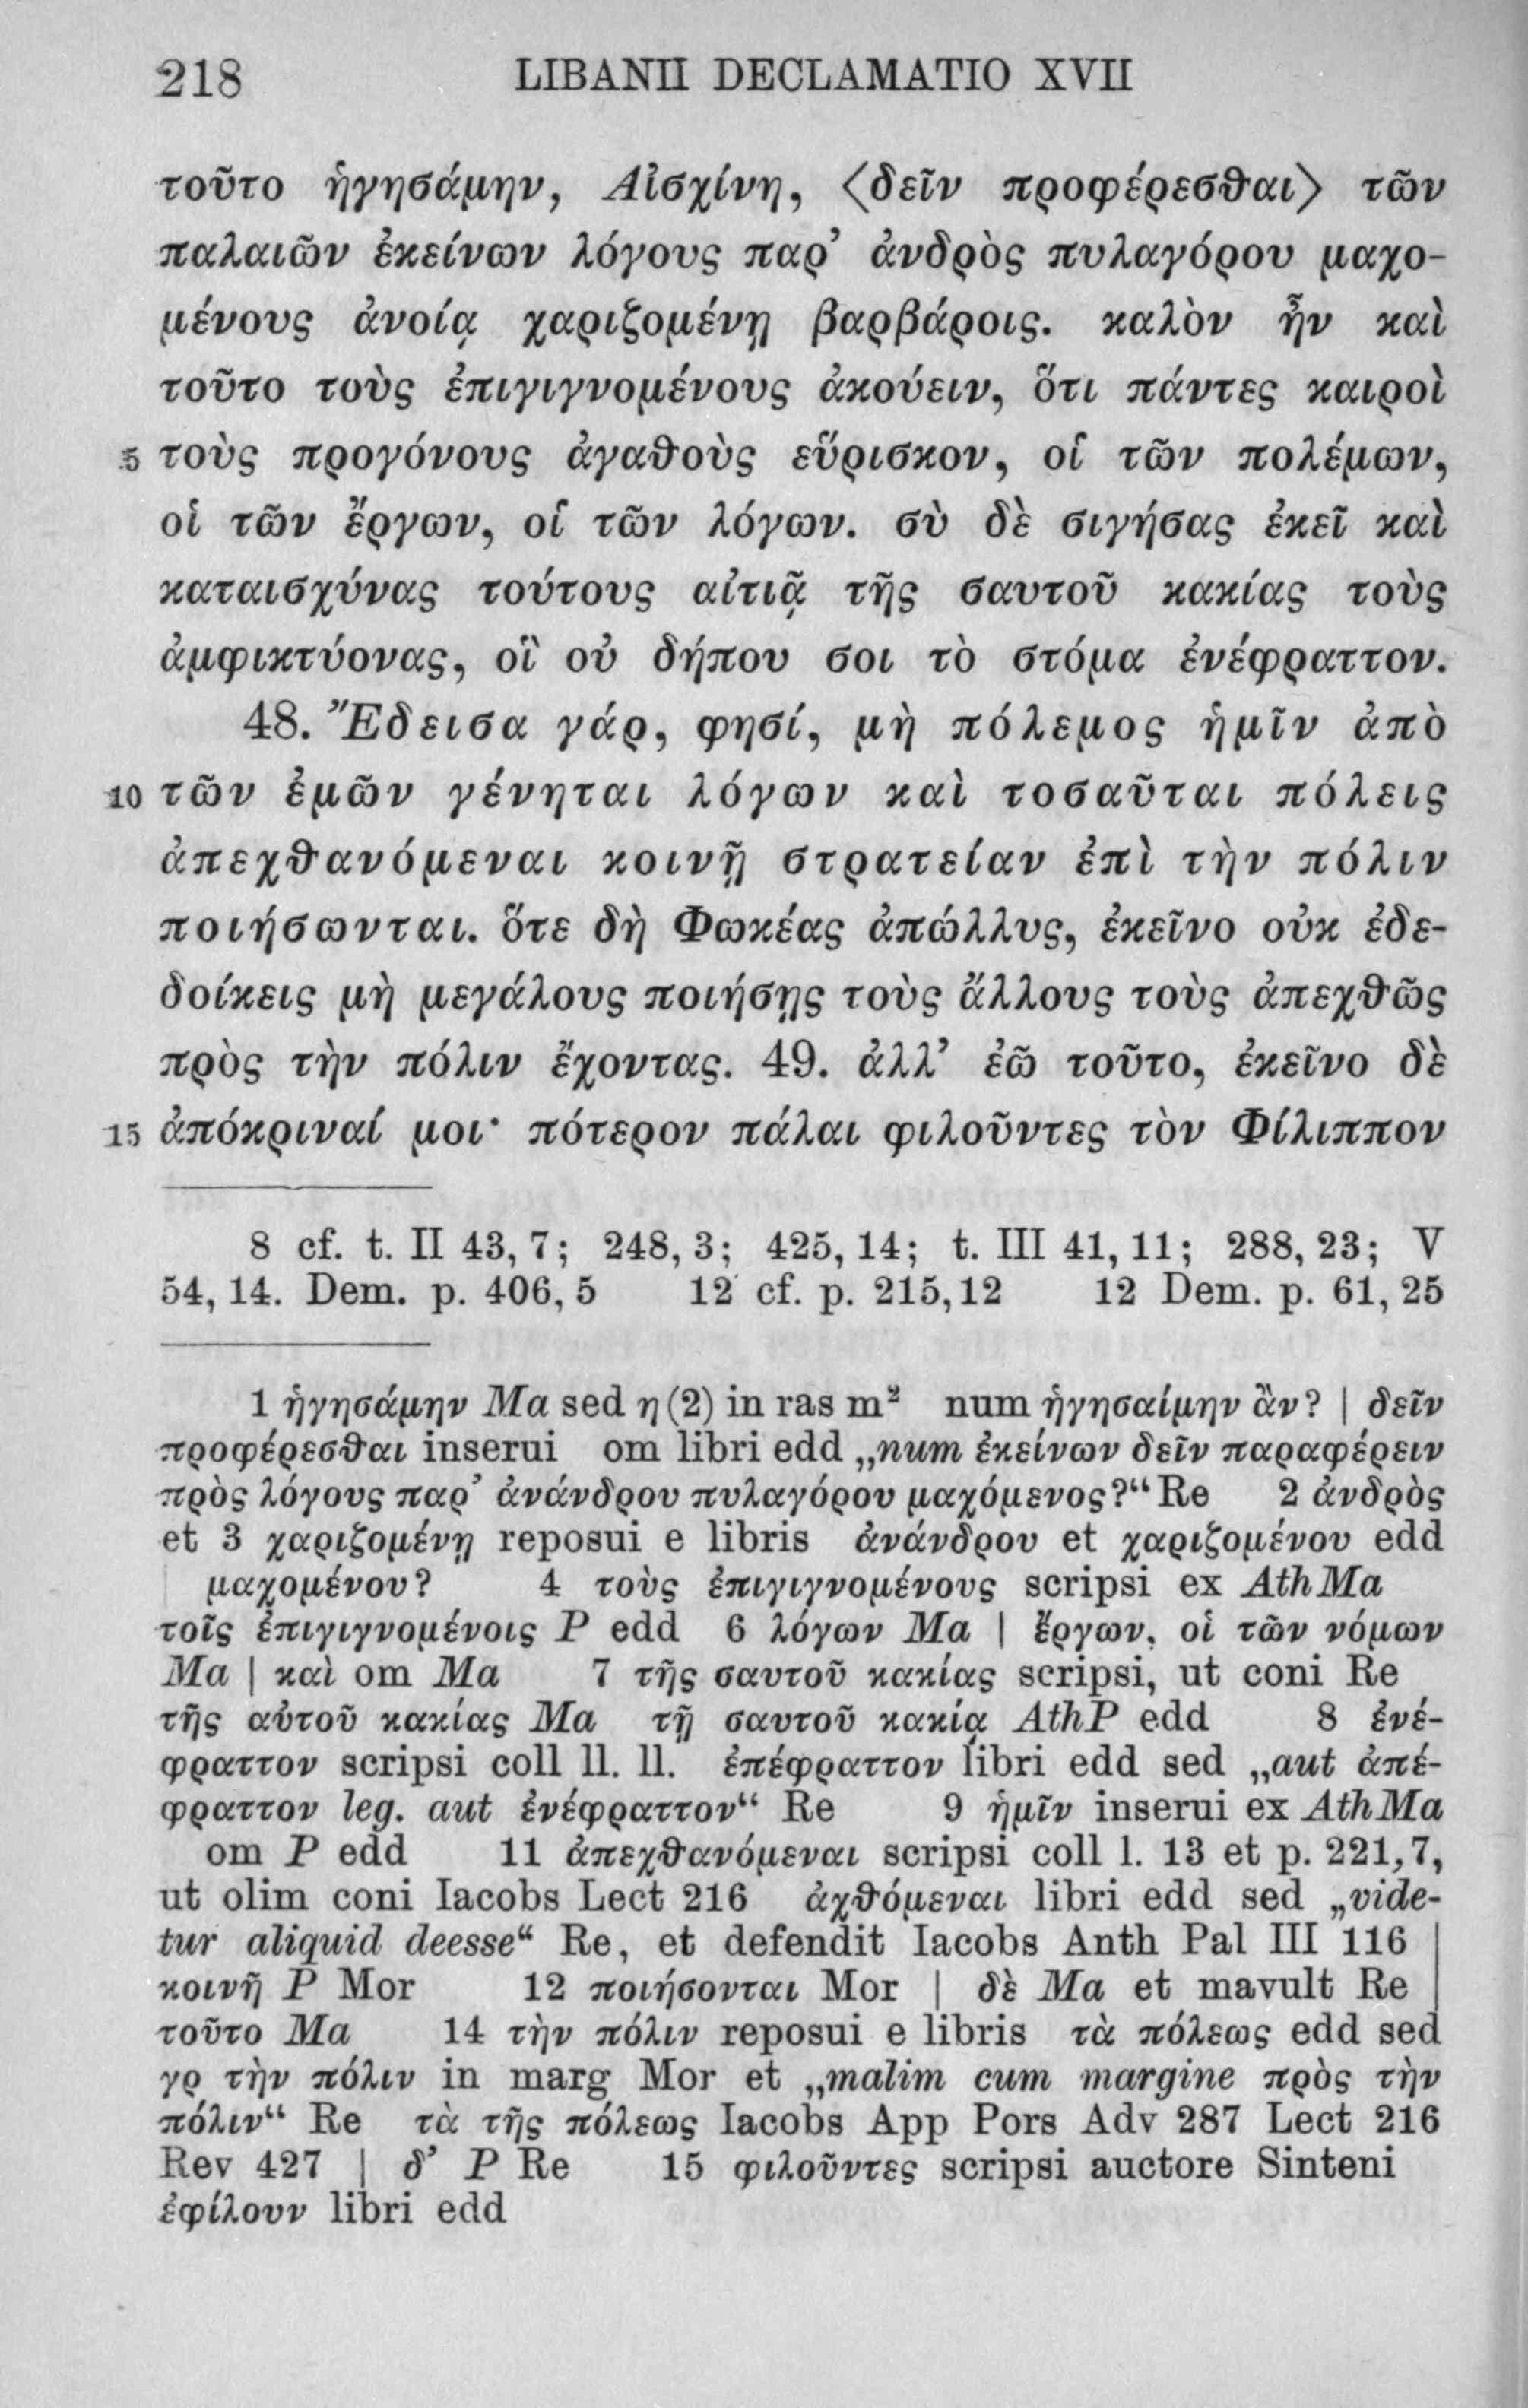 218 LIBANII DECLAMATIO XVII
τοῦτο ἡγησάμην, Αἰσχίνη, ⟨δεῖν προφέρεσθαι⟩ τῶν
παλαιῶν ἐκείνων λόγους παρ’ ἀνδρὸς πυλαγόρου μαχο-
μένους ἀνοίᾳ χαριζομένῃ βαρβάροις. καλὸν ἦν καὶ
τοῦτο τοὺς ἐπιγιγνομένους ἀκούειν, ὅτι πάντες καιροὶ
5 τοὺς προγόνους ἀγαθοὺς εὕρισκον, οἱ τῶν πολέμων,
οἱ τῶν ἔργων, οἱ τῶν λόγων. σὺ δὲ σιγήσας ἐκεῖ καὶ
καταισχύνας τούτους αἰτιᾷ τῆς σαυτοῦ κακίας τοὺς
ἀμφικτύονας, οἳ οὐ δήπου σοι τὸ στόμα ἐνέφραττον.
48. Ἔδεισα γάρ, φησί, μὴ πόλεμος ἡμῖν ἀπὸ
10 τῶν ἐμῶν γένηται λόγων καὶ τοσαῦται πόλεις
ἀπεχθανόμεναι κοινῇ στρατείαν ἐπὶ τὴν πόλιν
ποιήσωνται. ὅτε δὴ Φωκέας ἀπώλλυς, ἐκεῖνο οὐκ ἐδε-
δοίκεις μὴ μεγάλους ποιήσῃς τοὺς ἄλλους τοὺς ἀπεχθῶς
πρὸς τὴν πόλιν ἔχοντας. 49. ἀλλ’ ἐῶ τοῦτο, ἐκεῖνο δὲ
15 ἀπόκριναί μοι· πότερον πάλαι φιλοῦντες τὸν Φίλιππον
8 cf. t. II 43, 7; 248, 3; 425, 14; t. III 41, 11; 288, 23; V
54, 14. Dem. p. 406, 5 12 cf. p. 215,12 12 Dem. p. 61, 25
1 ἡγησάμην Ma sed η (2) in ras m² num ἡγησαίμην ἂν? | δεῖν
προφέρεσθαι inserui om libri edd „num ἐκείνων δεῖν παραφέρειν
πρὸς λόγους παρ’ ἀνάνδρου πυλαγόρου μαχόμενος?“ Re 2 ἀνδρὸς
et 3 χαριζομένῃ reposui e libris ἀνάνδρου et χαριζομένου edd
μαχομένου? 4 τοὺς ἐπιγιγνομένους scripsi ex Ath Ma
τοῖς ἐπιγιγνομένοις P edd 6 λόγων Ma | ἔργων, οἱ τῶν νόμων
Ma | καὶ om Ma 7 τῆς σαυτοῦ κακίας scripsi, ut coni Re
τῆς αὑτοῦ κακίας Ma τῇ σαυτοῦ κακίᾳ AthP edd 8 ἐνέ-
φραττον scripsi coll ll. ll. ἐπέφραττον libri edd sed „aut ἀπέ-
φραττον leg. aut ἐνέφραττον“ Re 9 ἡμῖν inserui ex Ath Ma
om P edd 11 ἀπεχθανόμεναι scripsi coll l. 13 et p. 221,7,
ut olim coni Iacobs Lect 216 ἀχθόμεναι libri edd sed „vide-
tur aliquid deesse“ Re, et defendit Iacobs Anth Pal III 116 |
κοινῆ P Mor 12 ποιήσονται Mor | δὲ Ma et mavult Re |
τοῦτο Ma 14 τὴν πόλιν reposui e libris τὰ πόλεως edd sed
γρ τὴν πόλιν in marg Mor et „malim cum margine πρὸς τὴν
πόλιν“ Re τὰ τῆς πόλεως Iacobs App Pors Adv 287 Lect 216
Rev 427 | δ’ P Re 15 φιλοῦντες scripsi auctore Sinteni
ἐφίλουν libri edd